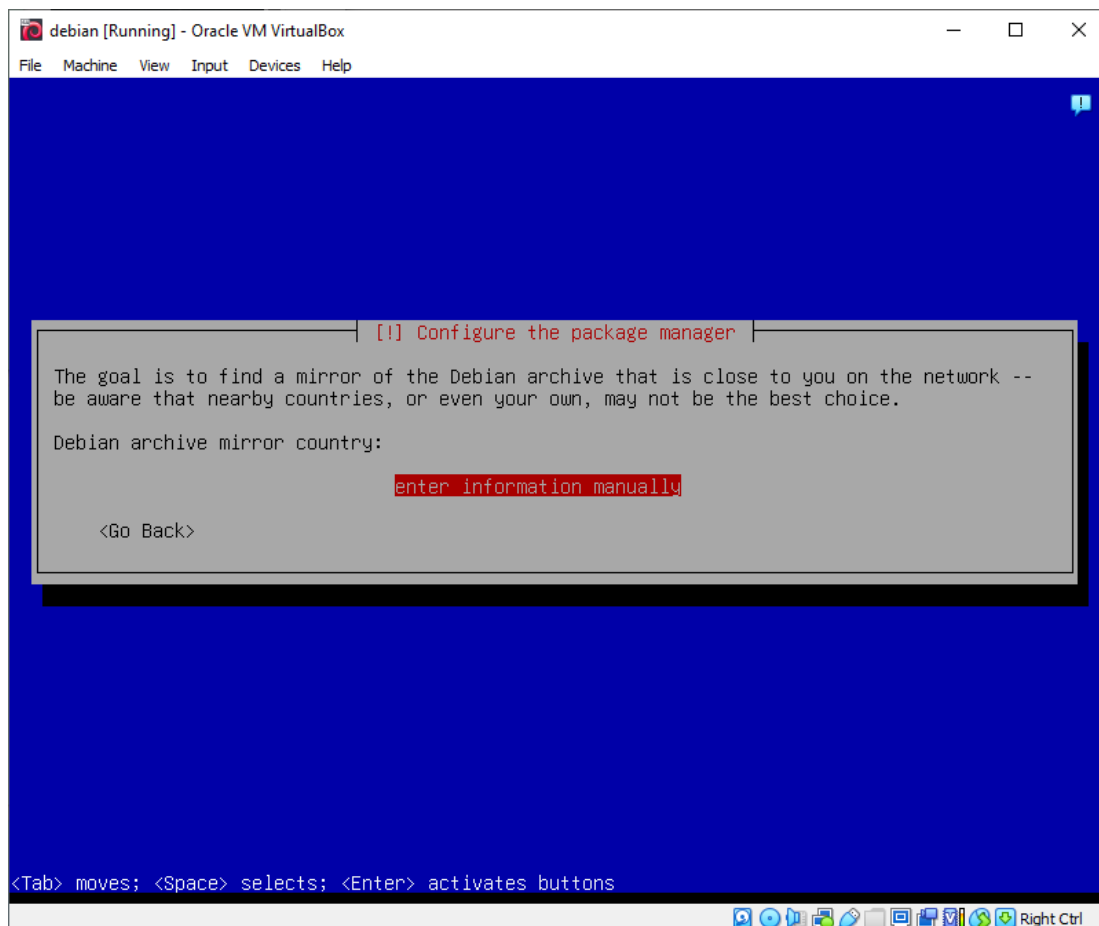 debian [Running] - Oracle VM VirtualBox
File Machine View Input Devices Help
[!] Configure the package manager
The goal is to find a mirror of the Debian archive that is close to you on the network --
be aware that nearby countries, or even your own, may not be the best choice.
Debian archive mirror country:
enter information manually
<Go Back>
<Tab> moves; <Space> selects; <Enter> activates buttons
Right Ctrl